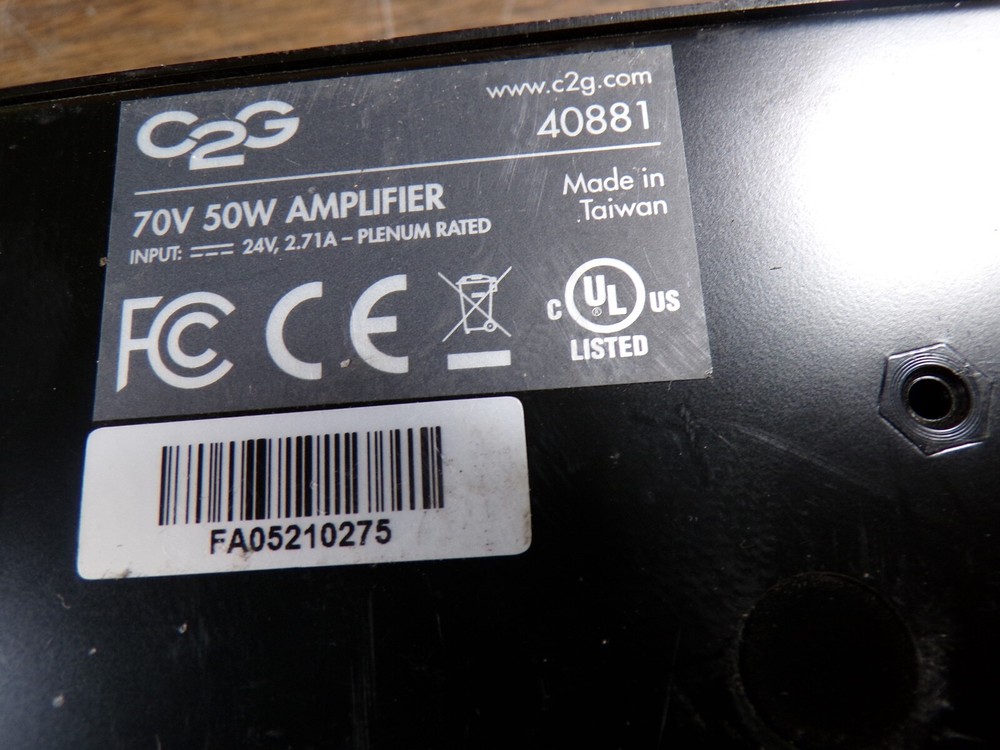 C2G
www.c2g.com
40881
70V 50W AMPLIFIER
Made in
Taiwan
INPUT: ⎓ 24V, 2.71A – PLENUM RATED
FC CE
C UL® US
LISTED
FA05210275